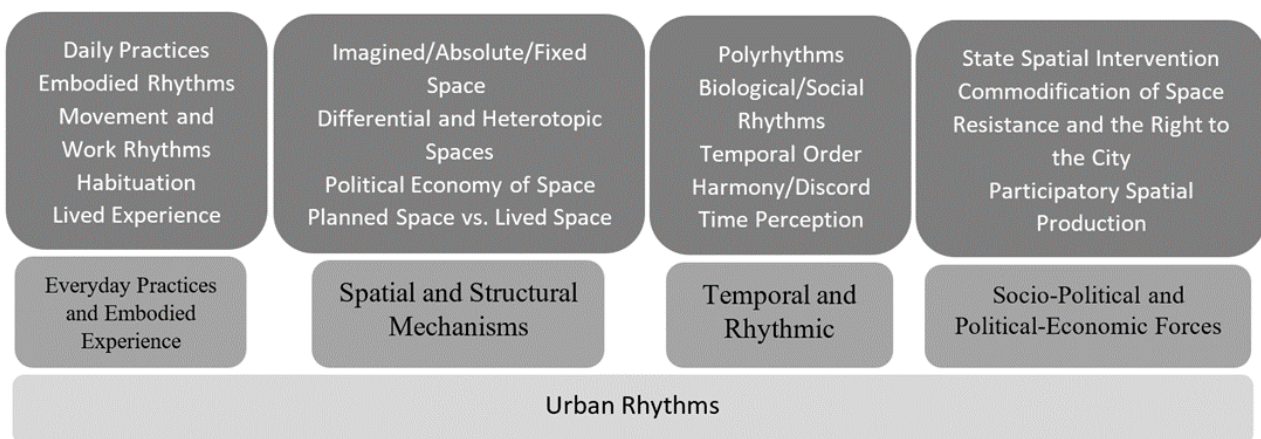 Daily Practices
Embodied Rhythms
Movement and
Work Rhythms
Habituation
Lived Experience
Imagined/Absolute/Fixed
Space
Differential and Heterotopic
Spaces
Political Economy of Space
Planned Space vs. Lived Space
Polyrhythms
Biological/Social
Rhythms
Temporal Order
Harmony/Discord
Time Perception
State Spatial Intervention
Commodification of Space
Resistance and the Right to
the City
Participatory Spatial
Production
Everyday Practices
and Embodied
Experience
Spatial and Structural
Mechanisms
Temporal and
Rhythmic
Socio-Political and
Political-Economic Forces
Urban Rhythms